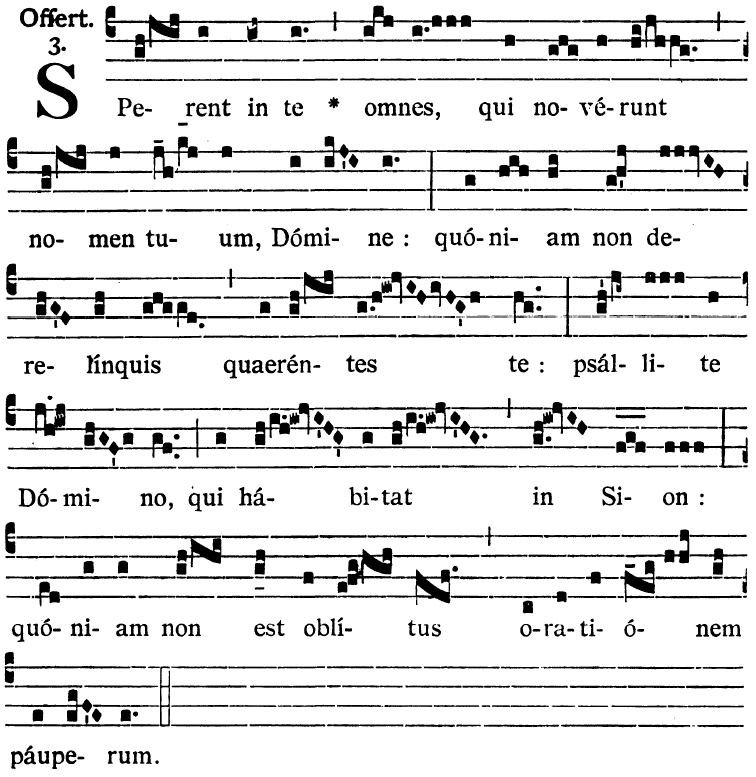 Offert.
3.
SPe- rent in te * omnes, qui no- vé- runt
no- men tu- um, Dómi- ne : quó- ni- am non de-
re- línquis quaerén- tes te : psál- li- te
Dó- mi- no, qui há- bi- tat in Si- on :
quó- ni- am non est oblí- tus o- ra- ti- ó- nem
páupe- rum.